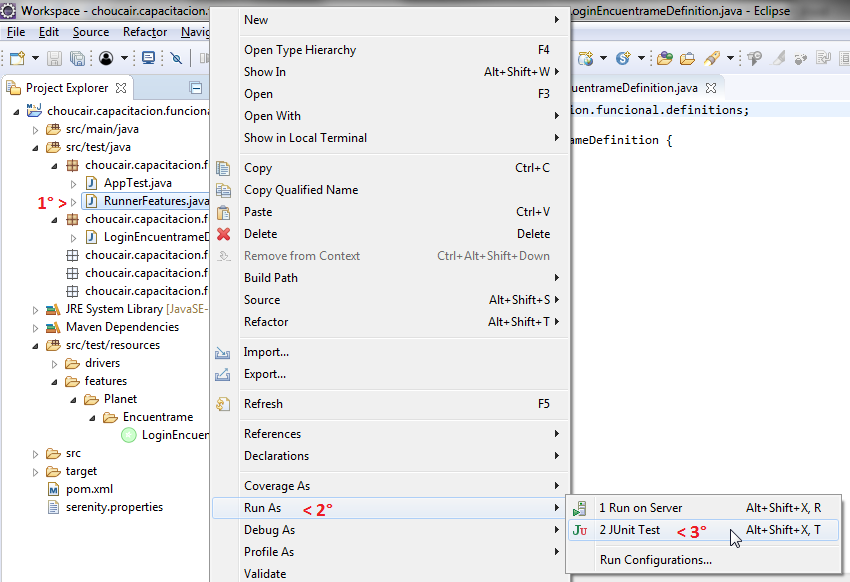 Workspace - choucair.capacitacion.
LoginEncuentrameDefinition.java - Eclipse
File Edit Source Refactor Navig
Project Explorer
uentrameDefinition.java
choucair.capacitacion.funciona
src/main/java
src/test/java
choucair.capacitacion.f
AppTest.java
1° >
RunnerFeatures.java
choucair.capacitacion.f
LoginEncuentrameD
choucair.capacitacion.f
choucair.capacitacion.f
choucair.capacitacion.f
JRE System Library [JavaSE-
Maven Dependencies
src/test/resources
drivers
features
Planet
Encuentrame
LoginEncuen
src
target
pom.xml
serenity.properties
ion.funcional.definitions;
ameDefinition {
New
Open Type Hierarchy F4
Show In Alt+Shift+W
Open F3
Open With
Show in Local Terminal
Copy Ctrl+C
Copy Qualified Name
Paste Ctrl+V
Delete Delete
Remove from Context Ctrl+Alt+Shift+Down
Build Path
Source Alt+Shift+S
Refactor Alt+Shift+T
Import...
Export...
Refresh F5
References
Declarations
Coverage As
Run As < 2°
Debug As
Profile As
Validate
1 Run on Server Alt+Shift+X, R
JU 2 JUnit Test < 3° Alt+Shift+X, T
Run Configurations...